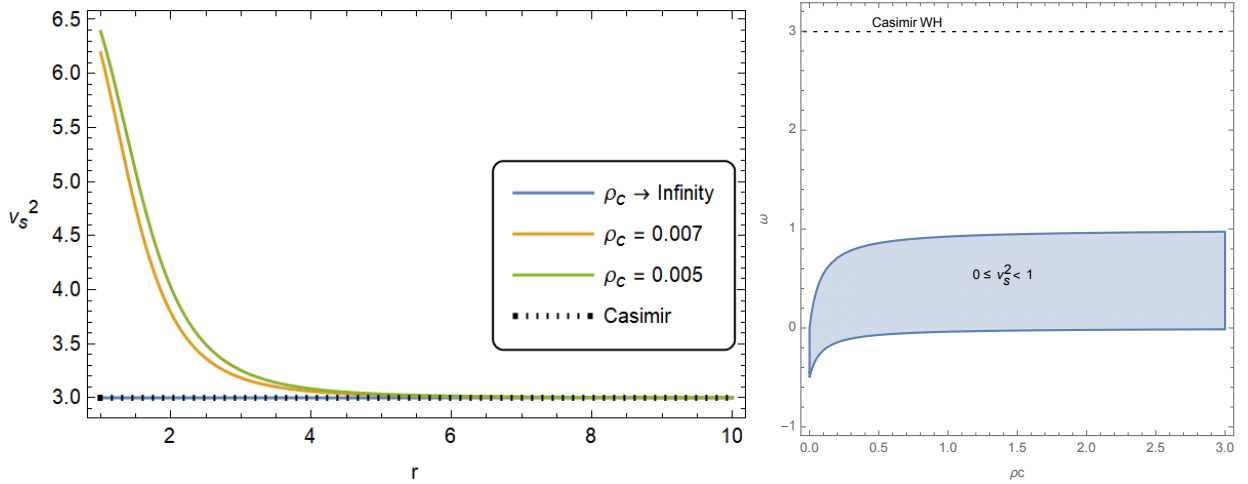 6.5
6.0
5.5
5.0
4.5
4.0
3.5
3.0
v_s^2
2
4
6
8
10
r
ρ_c → Infinity
ρ_c = 0.007
ρ_c = 0.005
Casimir
Casimir WH
3
2
1
0
−1
ω
0 ≤ v_s^2 < 1
0.0
0.5
1.0
1.5
2.0
2.5
3.0
ρc